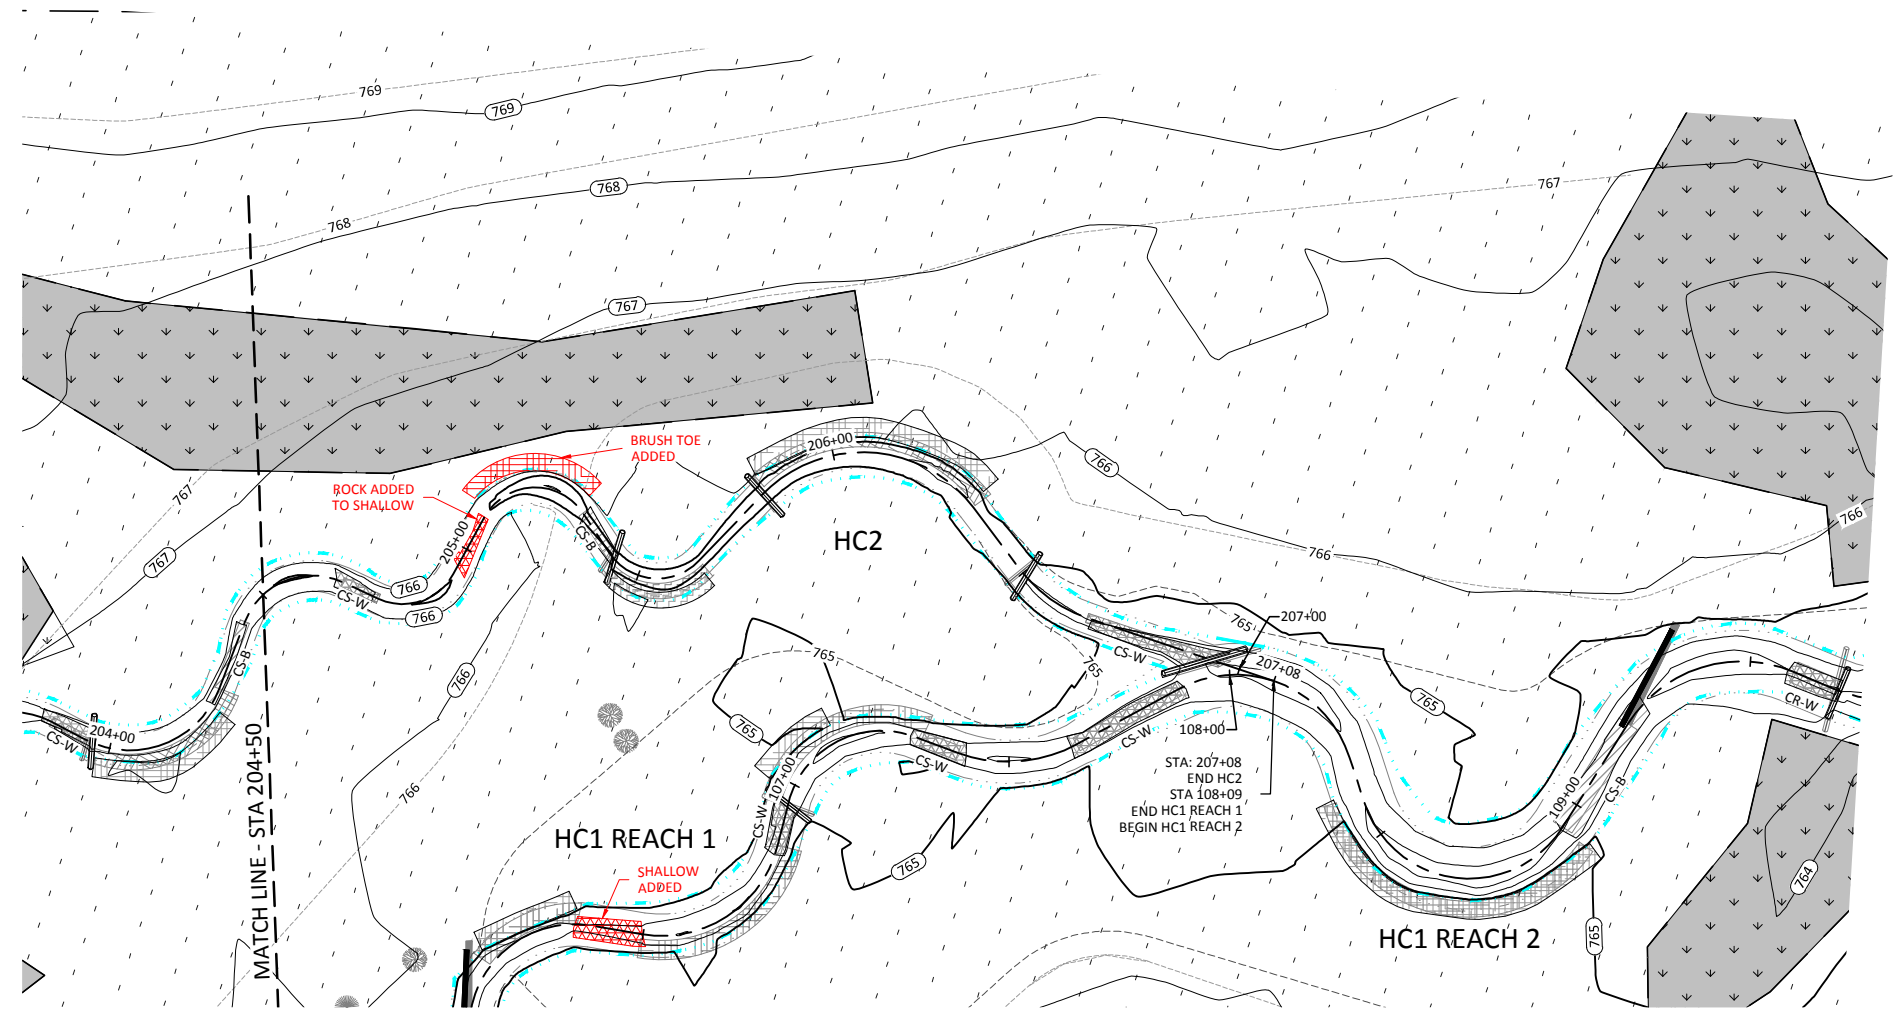 769
769
768
768
767
767
767
767
766
766
766
766
766
766
766
765
765
765
765
765
765
765
764
BRUSH TOE
ADDED
ROCK ADDED
TO SHALLOW
205+00
206+00
CS-B
CS-W
CS-B
204+00
CS-W
HC2
207+00
207+08
CS-W
108+00
CS-W
CS-W
107+00
CS-W
STA: 207+08
END HC2
STA 108+09
END HC1 REACH 1
BEGIN HC1 REACH 2
109+00
CS-B
CR-W
MATCH LINE - STA 204+50
HC1 REACH 1
SHALLOW
ADDED
HC1 REACH 2